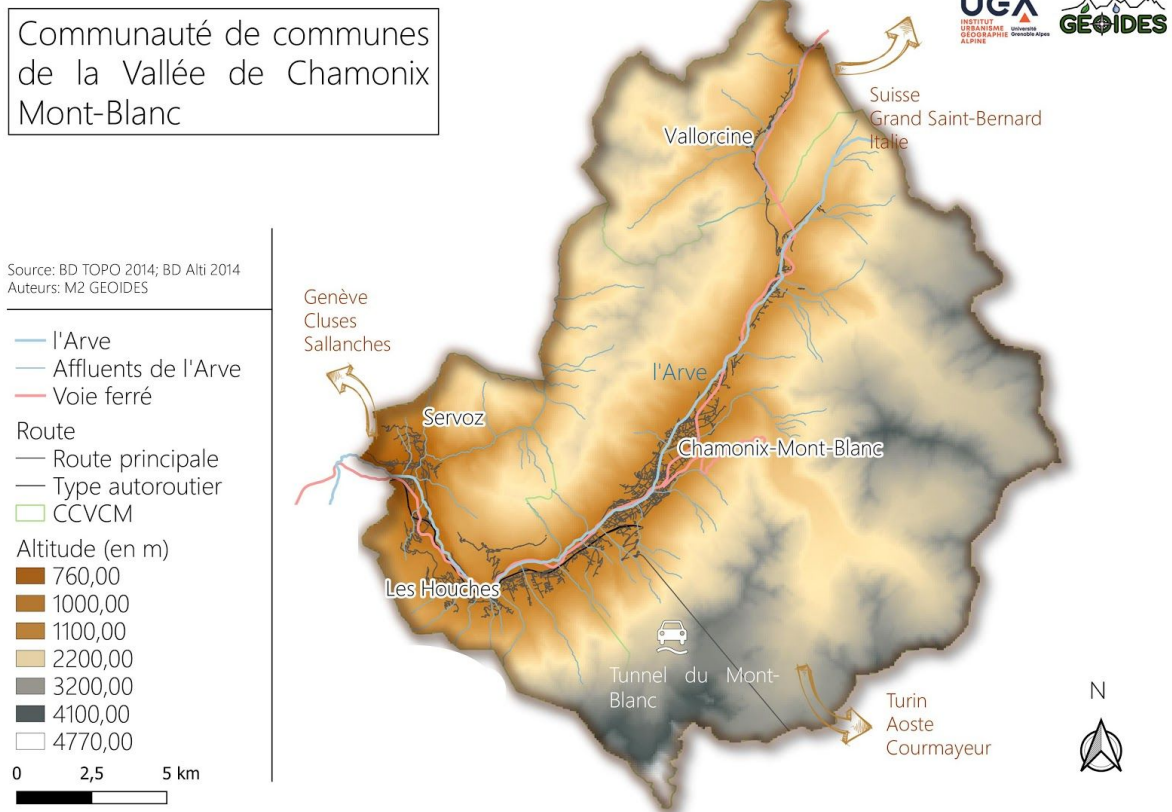 Communauté de communes
de la Vallée de Chamonix
Mont-Blanc
UGA
INSTITUT
URBANISME
GÉOGRAPHIE
ALPINE
Université
Grenoble Alpes
GEOIDES
Suisse
Grand Saint-Bernard
Italie
Vallorcine
Source: BD TOPO 2014; BD Alti 2014
Auteurs: M2 GEOIDES
Genève
Cluses
Sallanches
l'Arve
Affluents de l'Arve
Voie ferré
Route
Route principale
Type autoroutier
CCVCM
Altitude (en m)
760,00
1000,00
1100,00
2200,00
3200,00
4100,00
4770,00
0 2,5 5 km
l'Arve
Servoz
Chamonix-Mont-Blanc
Les Houches
Tunnel du Mont-
Blanc
Turin
Aoste
Courmayeur
N